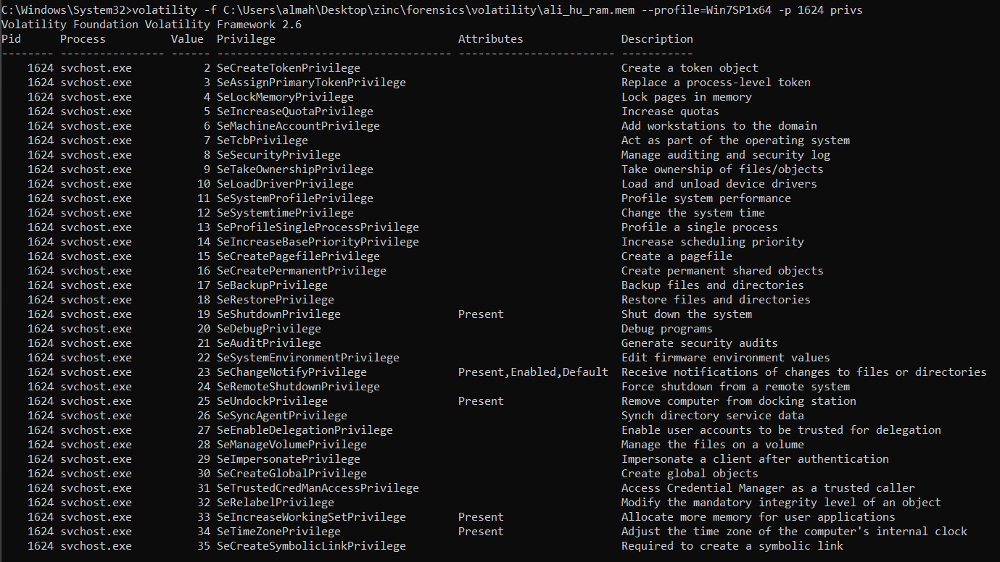 C:\Windows\System32>volatility -f C:\Users\almah\Desktop\zinc\forensics\volatility\ali_hu_ram.mem --profile=Win7SP1x64 -p 1624 privs
Volatility Foundation Volatility Framework 2.6
Pid      Process          Value  Privilege                            Attributes               Description
-------- ---------------- ------ ------------------------------------ ------------------------ -----------
    1624 svchost.exe           2 SeCreateTokenPrivilege                                        Create a token object
    1624 svchost.exe           3 SeAssignPrimaryTokenPrivilege                                 Replace a process-level token
    1624 svchost.exe           4 SeLockMemoryPrivilege                                         Lock pages in memory
    1624 svchost.exe           5 SeIncreaseQuotaPrivilege                                      Increase quotas
    1624 svchost.exe           6 SeMachineAccountPrivilege                                     Add workstations to the domain
    1624 svchost.exe           7 SeTcbPrivilege                                                Act as part of the operating system
    1624 svchost.exe           8 SeSecurityPrivilege                                           Manage auditing and security log
    1624 svchost.exe           9 SeTakeOwnershipPrivilege                                      Take ownership of files/objects
    1624 svchost.exe          10 SeLoadDriverPrivilege                                         Load and unload device drivers
    1624 svchost.exe          11 SeSystemProfilePrivilege                                      Profile system performance
    1624 svchost.exe          12 SeSystemtimePrivilege                                         Change the system time
    1624 svchost.exe          13 SeProfileSingleProcessPrivilege                               Profile a single process
    1624 svchost.exe          14 SeIncreaseBasePriorityPrivilege                               Increase scheduling priority
    1624 svchost.exe          15 SeCreatePagefilePrivilege                                     Create a pagefile
    1624 svchost.exe          16 SeCreatePermanentPrivilege                                    Create permanent shared objects
    1624 svchost.exe          17 SeBackupPrivilege                                             Backup files and directories
    1624 svchost.exe          18 SeRestorePrivilege                                            Restore files and directories
    1624 svchost.exe          19 SeShutdownPrivilege                  Present                  Shut down the system
    1624 svchost.exe          20 SeDebugPrivilege                                              Debug programs
    1624 svchost.exe          21 SeAuditPrivilege                                              Generate security audits
    1624 svchost.exe          22 SeSystemEnvironmentPrivilege                                  Edit firmware environment values
    1624 svchost.exe          23 SeChangeNotifyPrivilege              Present,Enabled,Default  Receive notifications of changes to files or directories
    1624 svchost.exe          24 SeRemoteShutdownPrivilege                                     Force shutdown from a remote system
    1624 svchost.exe          25 SeUndockPrivilege                    Present                  Remove computer from docking station
    1624 svchost.exe          26 SeSyncAgentPrivilege                                          Synch directory service data
    1624 svchost.exe          27 SeEnableDelegationPrivilege                                   Enable user accounts to be trusted for delegation
    1624 svchost.exe          28 SeManageVolumePrivilege                                       Manage the files on a volume
    1624 svchost.exe          29 SeImpersonatePrivilege                                        Impersonate a client after authentication
    1624 svchost.exe          30 SeCreateGlobalPrivilege                                       Create global objects
    1624 svchost.exe          31 SeTrustedCredManAccessPrivilege                               Access Credential Manager as a trusted caller
    1624 svchost.exe          32 SeRelabelPrivilege                                            Modify the mandatory integrity level of an object
    1624 svchost.exe          33 SeIncreaseWorkingSetPrivilege        Present                  Allocate more memory for user applications
    1624 svchost.exe          34 SeTimeZonePrivilege                  Present                  Adjust the time zone of the computer's internal clock
    1624 svchost.exe          35 SeCreateSymbolicLinkPrivilege                                 Required to create a symbolic link